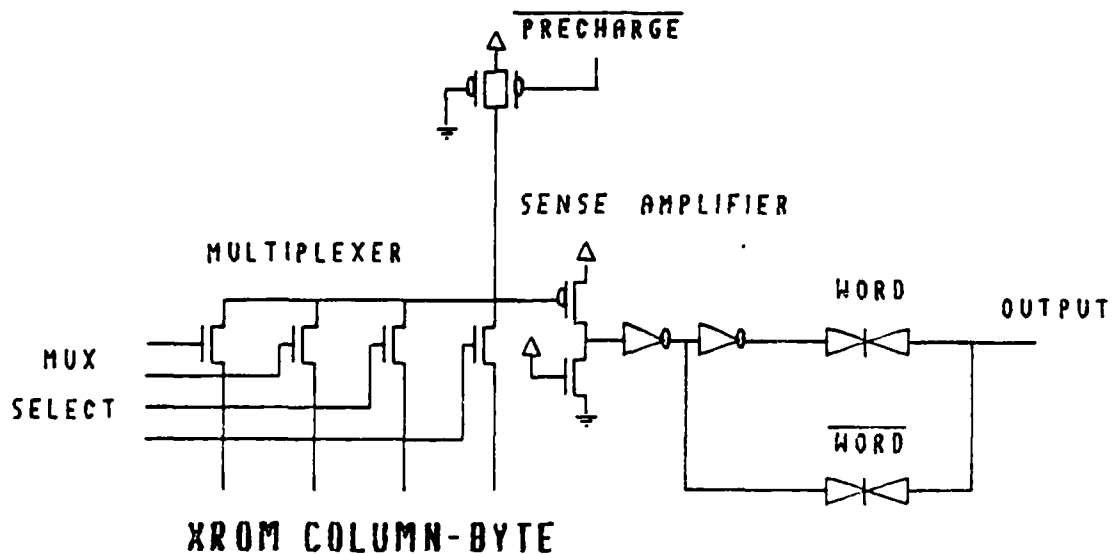 PRECHARGE
SENSE AMPLIFIER
MULTIPLEXER
WORD
OUTPUT
MUX
SELECT
WORD
XROM COLUMN-BYTE